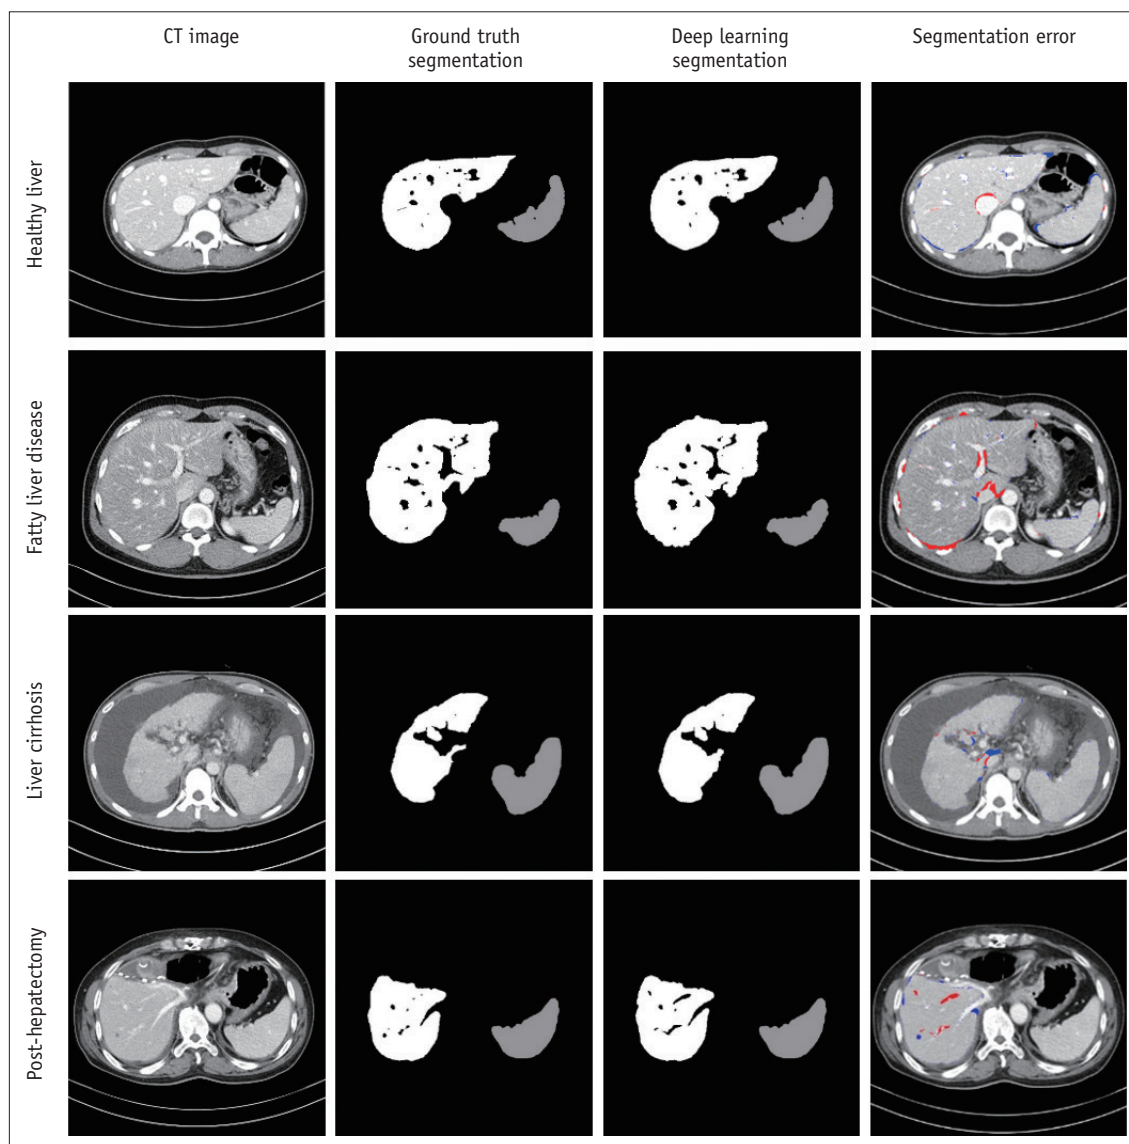 CT image
Ground truth
segmentation
Deep learning
segmentation
Segmentation error
Healthy liver
Fatty liver disease
Liver cirrhosis
Post-hepatectomy